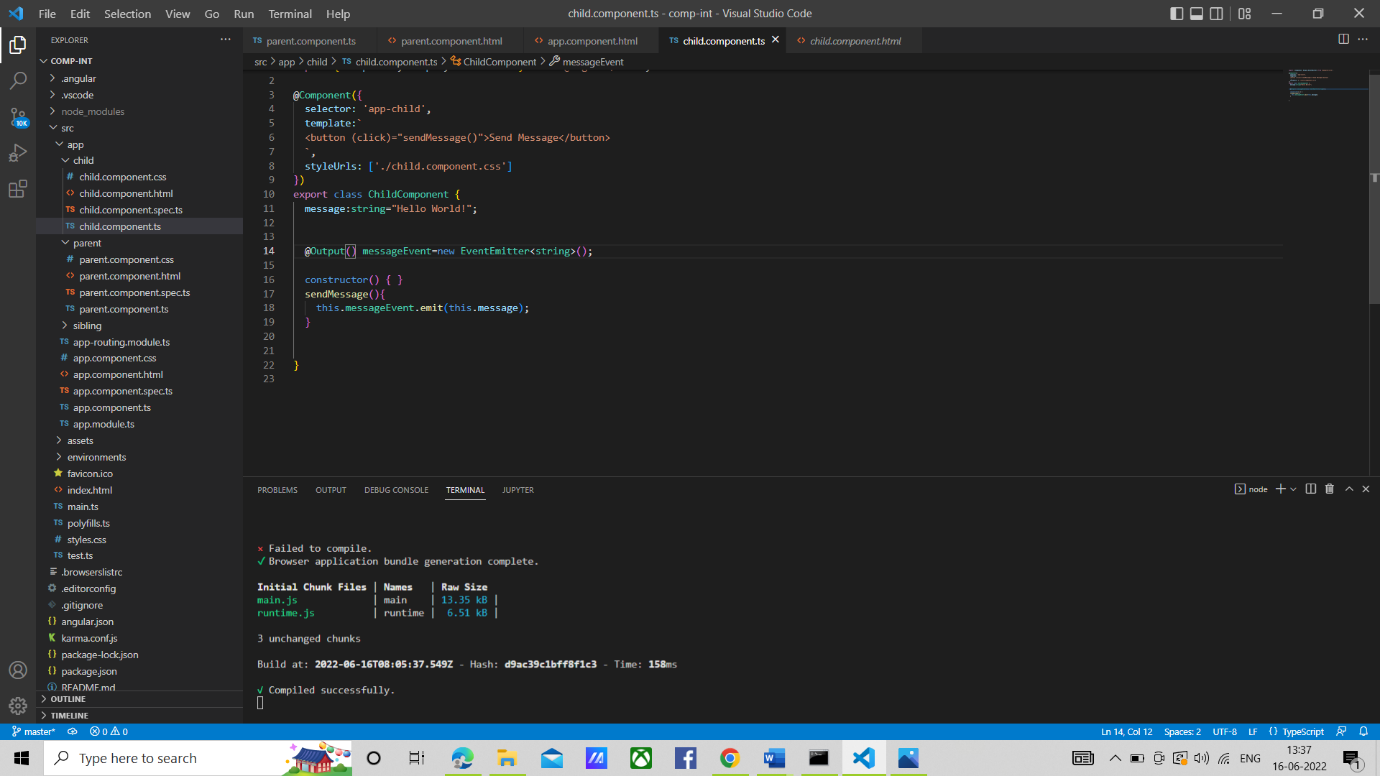 File Edit Selection View Go Run Terminal Help child.component.ts - comp-int - Visual Studio Code
EXPLORER
COMP-INT
.angular
.vscode
node_modules
src
app
child
child.component.css
child.component.html
child.component.spec.ts
child.component.ts
parent
parent.component.css
parent.component.html
parent.component.spec.ts
parent.component.ts
sibling
app-routing.module.ts
app.component.css
app.component.html
app.component.spec.ts
app.component.ts
app.module.ts
assets
environments
favicon.ico
index.html
main.ts
polyfills.ts
styles.css
test.ts
.browserslistrc
.editorconfig
.gitignore
angular.json
karma.conf.js
package-lock.json
package.json
README.md
OUTLINE
TIMELINE
10K
TS parent.component.ts <> parent.component.html <> app.component.html TS child.component.ts <> child.component.html
src > app > child > TS child.component.ts > ChildComponent > messageEvent
2
3 @Component({
4 selector: 'app-child',
5 template:`
6 <button (click)="sendMessage()">Send Message</button>
7 `,
8 styleUrls: ['./child.component.css']
9 })
10 export class ChildComponent {
11 message:string="Hello World!";
12
13
14 @Output() messageEvent=new EventEmitter<string>();
15
16 constructor() { }
17 sendMessage(){
18 this.messageEvent.emit(this.message);
19 }
20
21
22 }
23
PROBLEMS OUTPUT DEBUG CONSOLE TERMINAL JUPYTER node
× Failed to compile.
√ Browser application bundle generation complete.
Initial Chunk Files | Names | Raw Size
main.js | main | 13.35 kB |
runtime.js | runtime | 6.51 kB |
3 unchanged chunks
Build at: 2022-06-16T08:05:37.549Z - Hash: d9ac39c1bff8f1c3 - Time: 158ms
√ Compiled successfully.
master* 0 0 Ln 14, Col 12 Spaces: 2 UTF-8 LF {} TypeScript
Type here to search ENG 13:37
16-06-2022 1